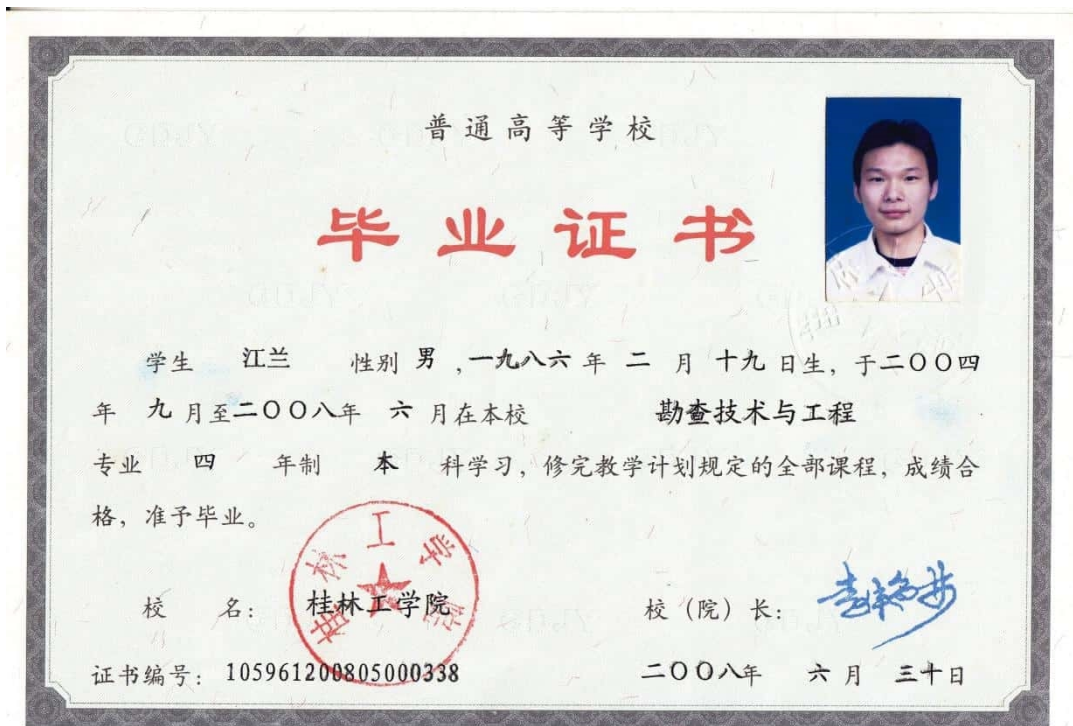 普通高等学校
毕业证书
学生 江兰 性别 男 ,一九八六 年 二 月 十九 日生，于二〇〇四
年 九 月至二〇〇八年 六 月在本校 勘查技术与工程
专业 四 年制 本 科学习，修完教学计划规定的全部课程，成绩合
格，准予毕业。
桂林工学院
校 名： 桂林工学院 校（院）长：
证书编号： 105961200805000338 二〇〇八年 六 月 三十日